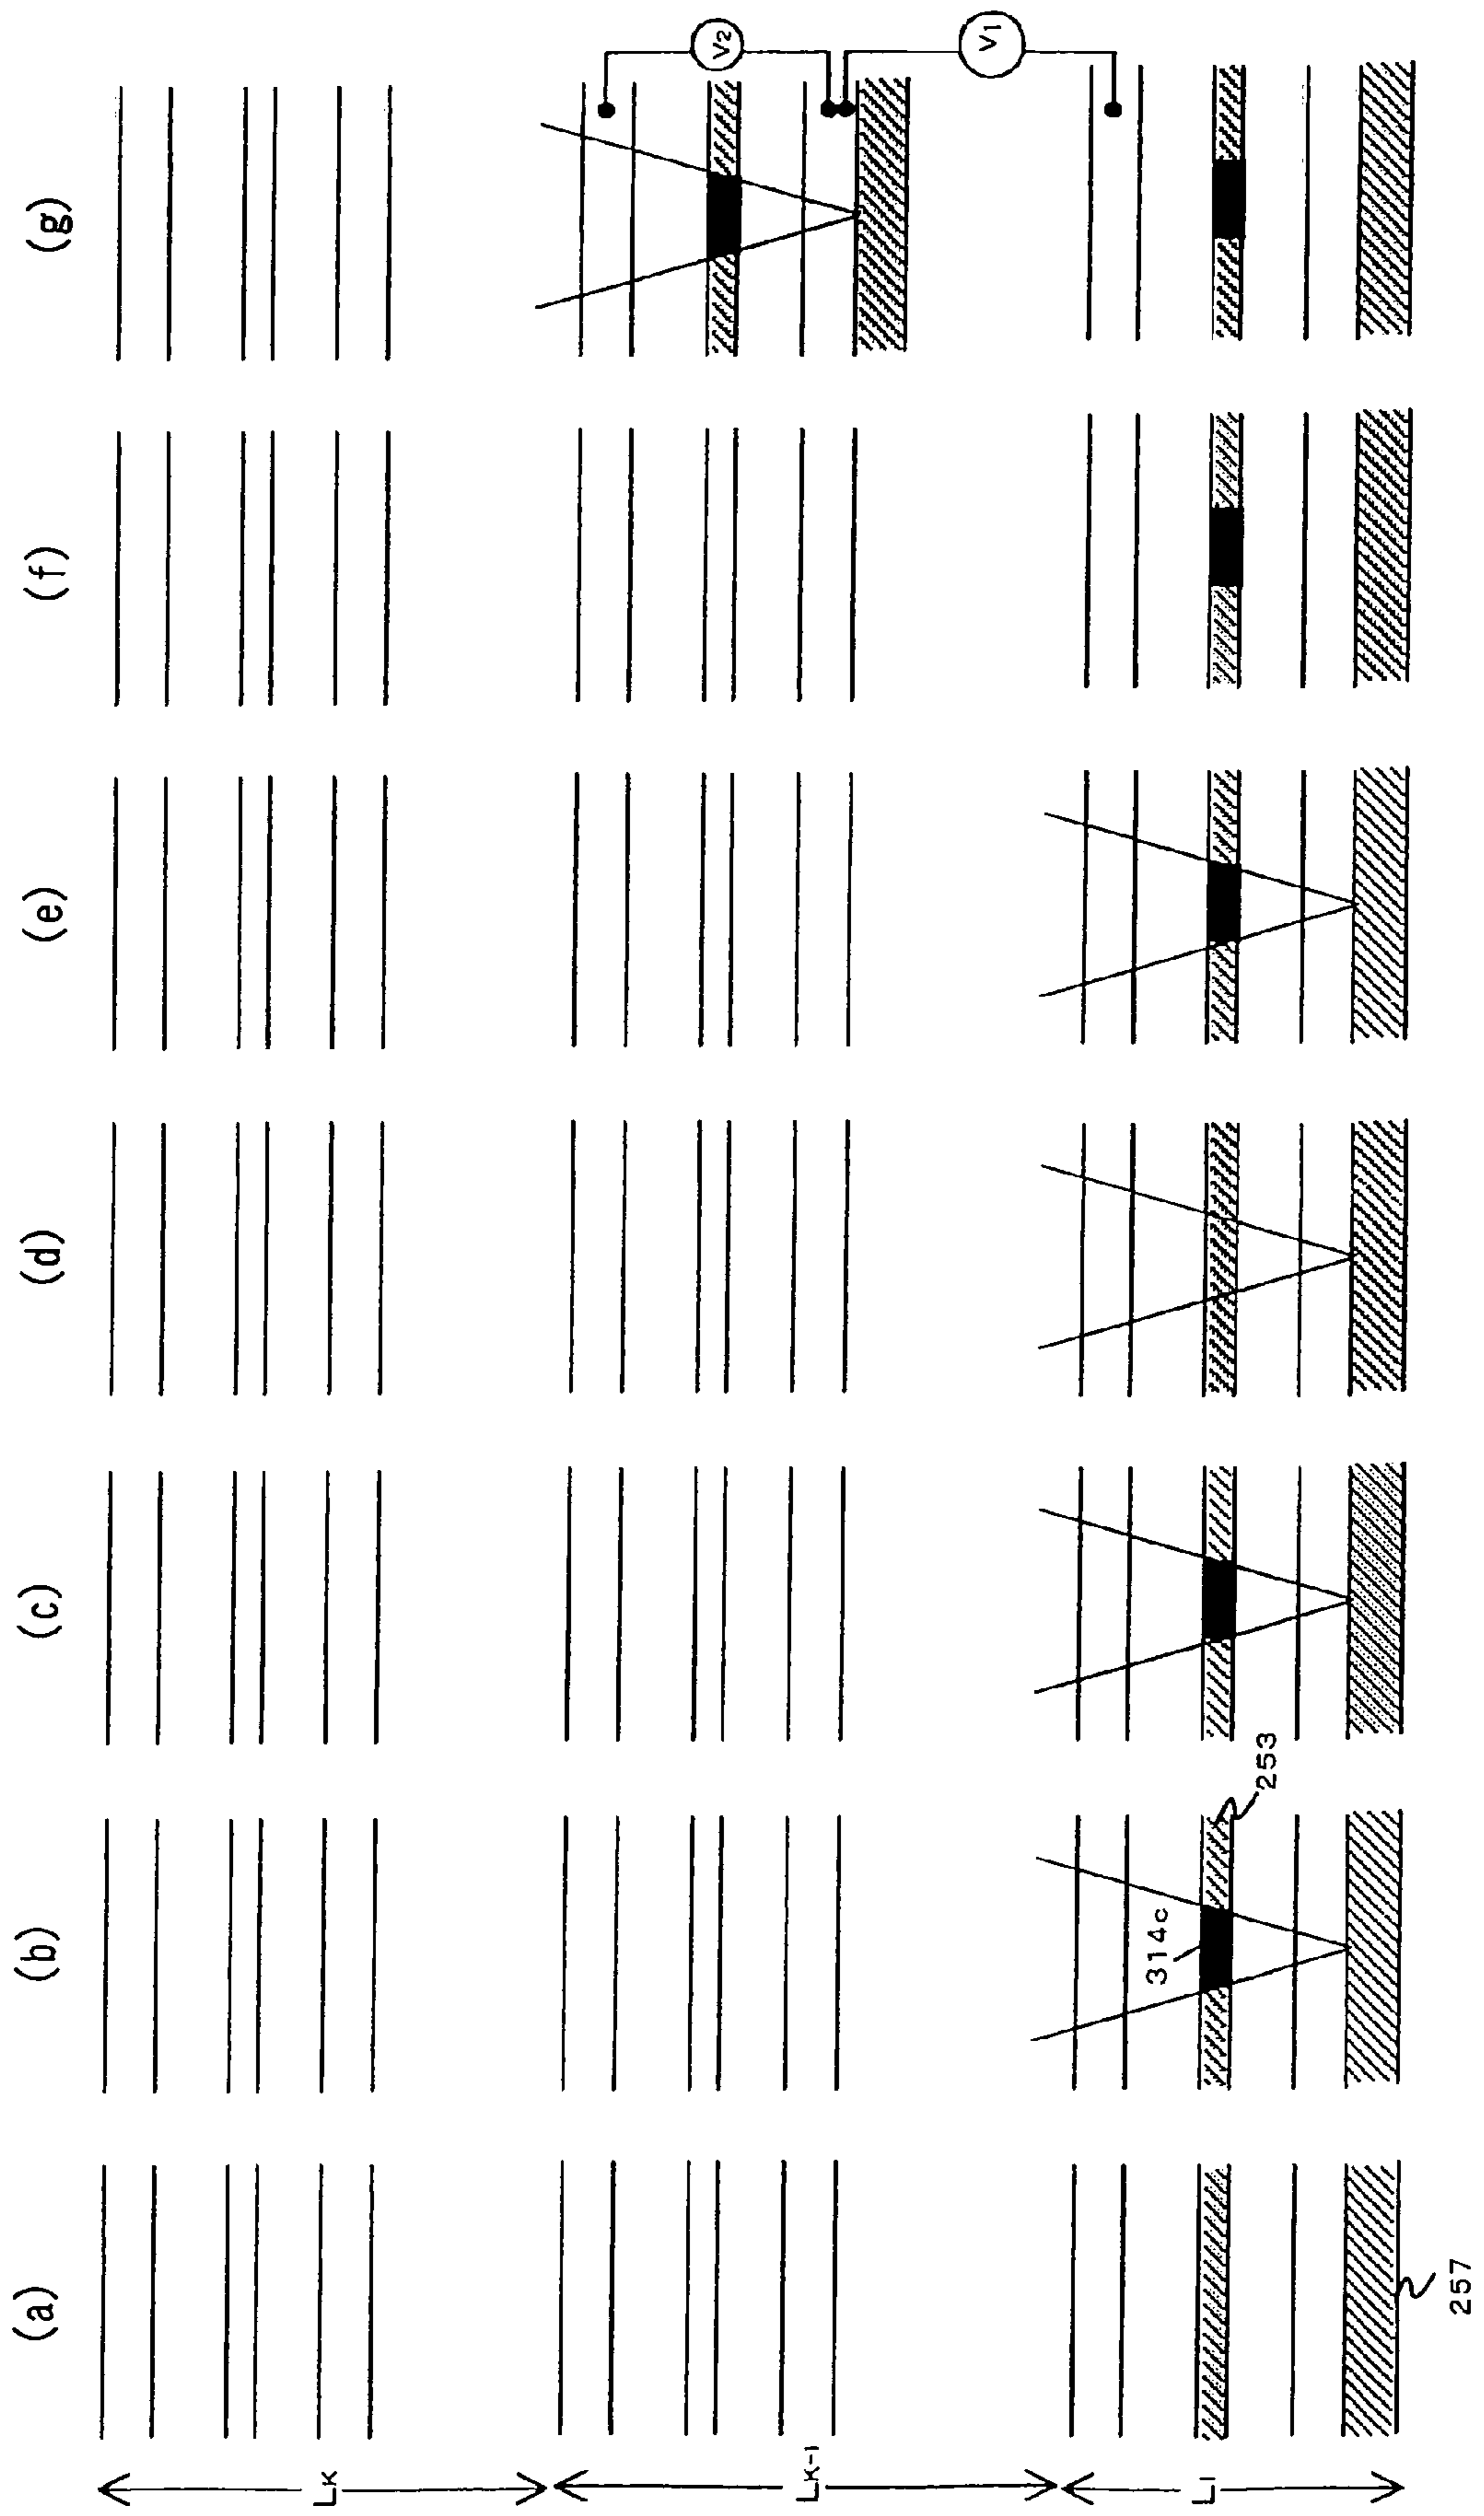 (a)
(b)
(c)
(d)
(e)
(f)
(g)
LK
LK-1
L1
314c
253
257
V2
V1